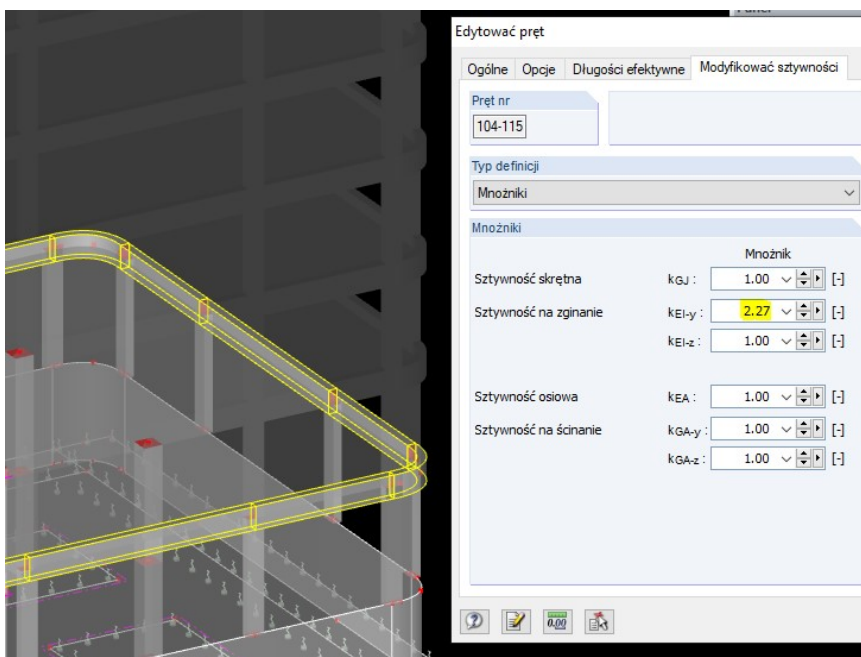 Edytować pręt
Ogólne Opcje Długości efektywne Modyfikować sztywności
Pręt nr
104-115
Typ definicji
Mnożniki
Mnożniki
Mnożnik
Sztywność skrętna kGJ : 1.00 [-]
Sztywność na zginanie kEI-y : 2.27 [-]
kEI-z : 1.00 [-]
Sztywność osiowa kEA : 1.00 [-]
Sztywność na ścinanie kGA-y : 1.00 [-]
kGA-z : 1.00 [-]
0.00